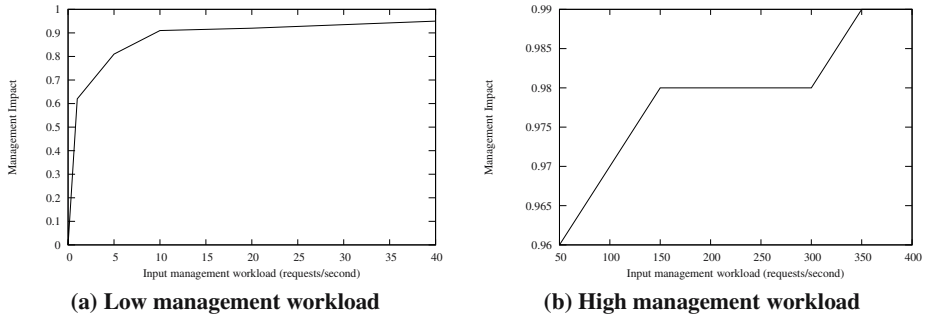 1
0.9
0.8
0.7
0.6
0.5
0.4
0.3
0.2
0.1
0
Management Impact
0 5 10 15 20 25 30 35 40
Input management workload (requests/second)
(a) Low management workload
0.99
0.985
0.98
0.975
0.97
0.965
0.96
Management Impact
50 100 150 200 250 300 350 400
Input management workload (requests/second)
(b) High management workload